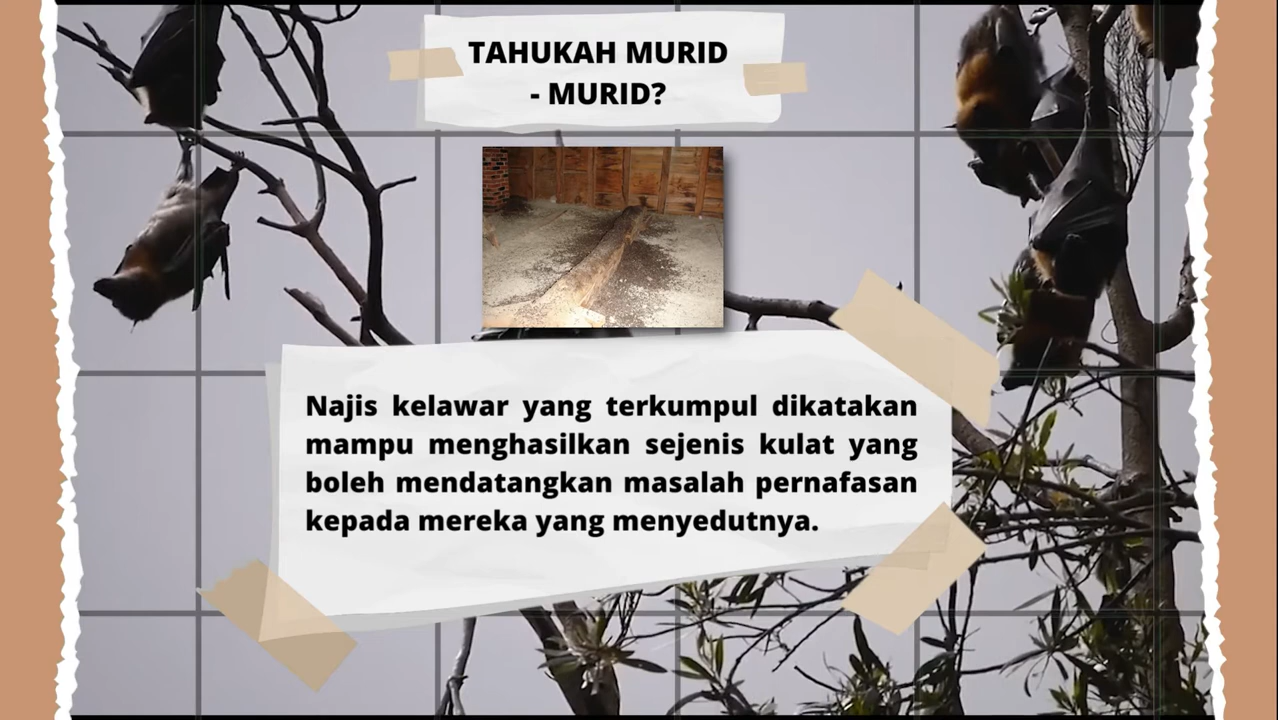 TAHUKAH MURID
- MURID?
Najis kelawar yang terkumpul dikatakan
mampu menghasilkan sejenis kulat yang
boleh mendatangkan masalah pernafasan
kepada mereka yang menyedutnya.